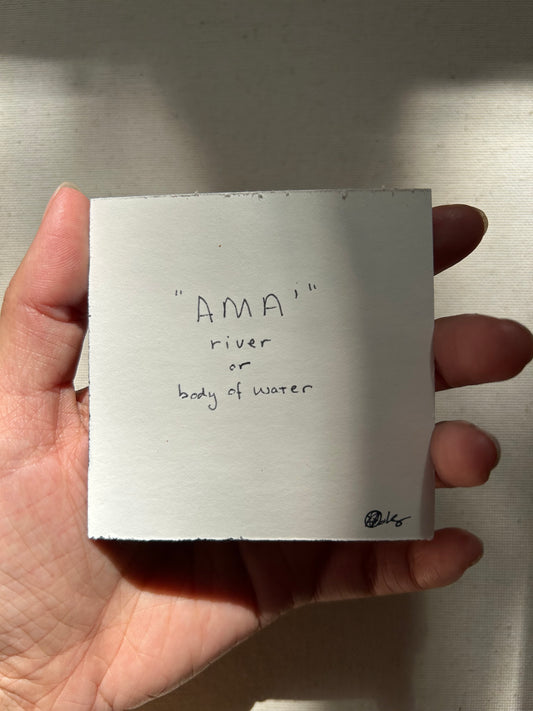 "AMA'"
river
or
body of water